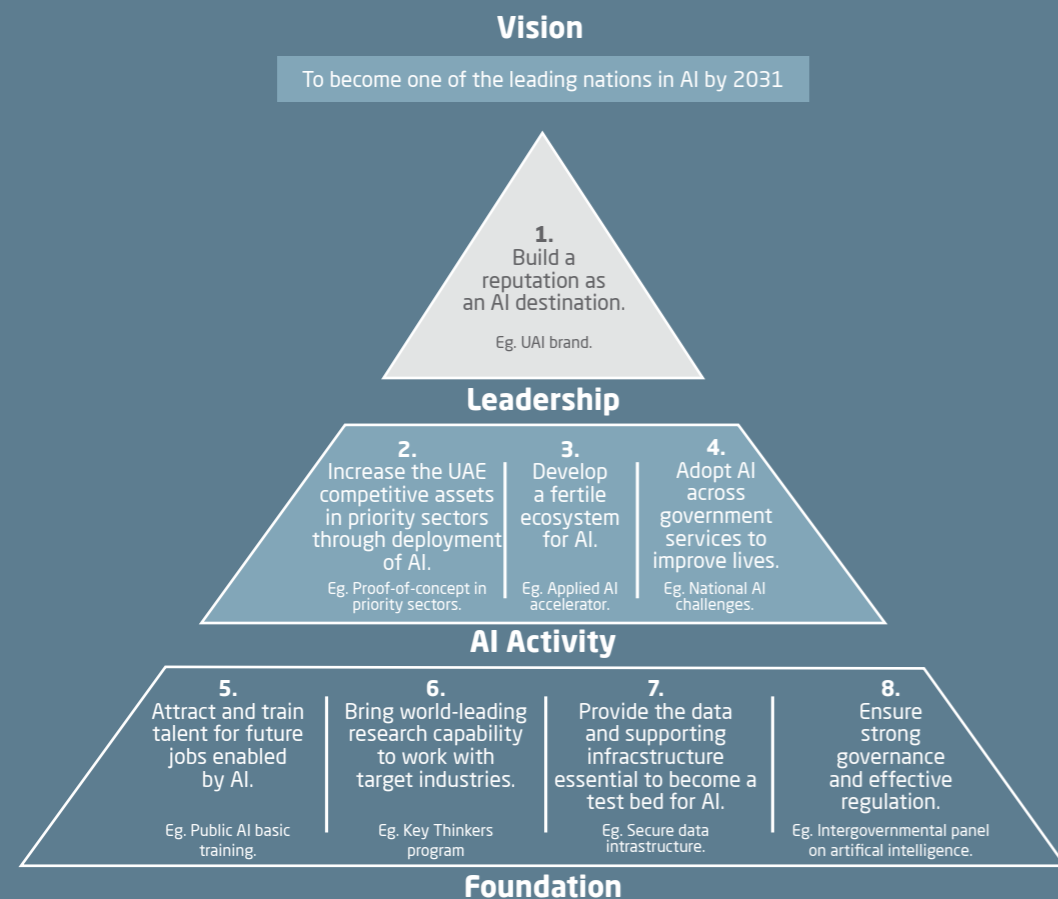 Vision
To become one of the leading nations in AI by 2031
1.
Build a
reputation as
an AI destination.
Eg. UAI brand.
Leadership
2.
Increase the UAE
competitive assets
in priority sectors
through deployment
of AI.
Eg. Proof-of-concept in
priority sectors.
3.
Develop
a fertile
ecosystem
for AI.
Eg. Applied AI
accelerator.
4.
Adopt AI
across
government
services to
improve lives.
Eg. National AI
challenges.
AI Activity
5.
Attract and train
talent for future
jobs enabled
by AI.
Eg. Public AI basic
training.
6.
Bring world-leading
research capability
to work with
target industries.
Eg. Key Thinkers
program
7.
Provide the data
and supporting
infracstructure
essential to become a
test bed for AI.
Eg. Secure data
intrastructure.
8.
Ensure
strong
governance
and effective
regulation.
Eg. Intergovernmental panel
on artifical intelligence.
Foundation